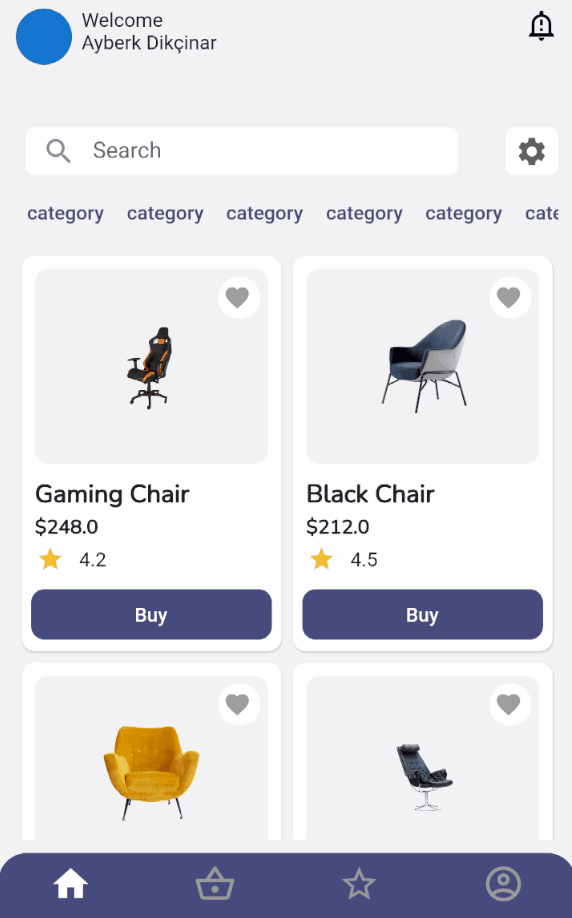 Welcome
Ayberk Dikçinar
Search
category category category category category cate
Gaming Chair
$248.0
4.2
Buy
Black Chair
$212.0
4.5
Buy